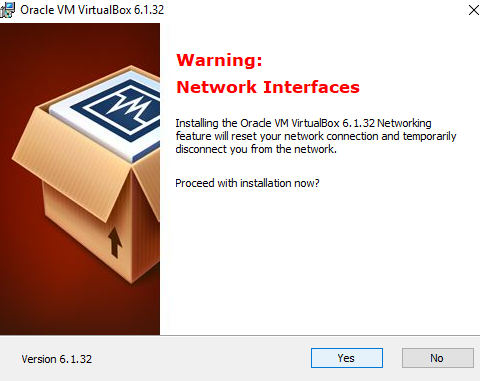 Oracle VM VirtualBox 6.1.32
Warning:
Network Interfaces
Installing the Oracle VM VirtualBox 6.1.32 Networking
feature will reset your network connection and temporarily
disconnect you from the network.
Proceed with installation now?
Version 6.1.32
Yes
No